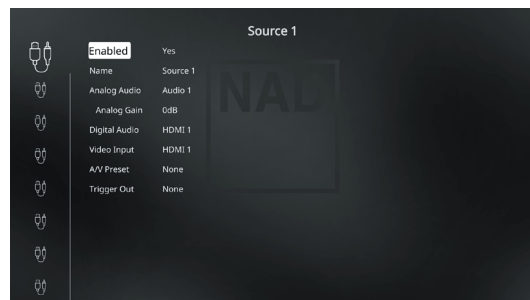 Source 1
Enabled Yes
Name Source 1
Analog Audio Audio 1
Analog Gain 0dB
Digital Audio HDMI 1
Video Input HDMI 1
A/V Preset None
Trigger Out None
NAD